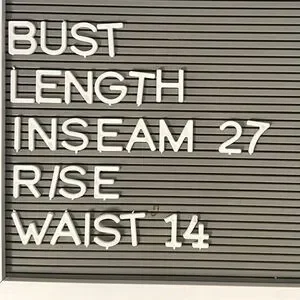 BUST
LENGTH
INSEAM 27
RISE
WAIST 14